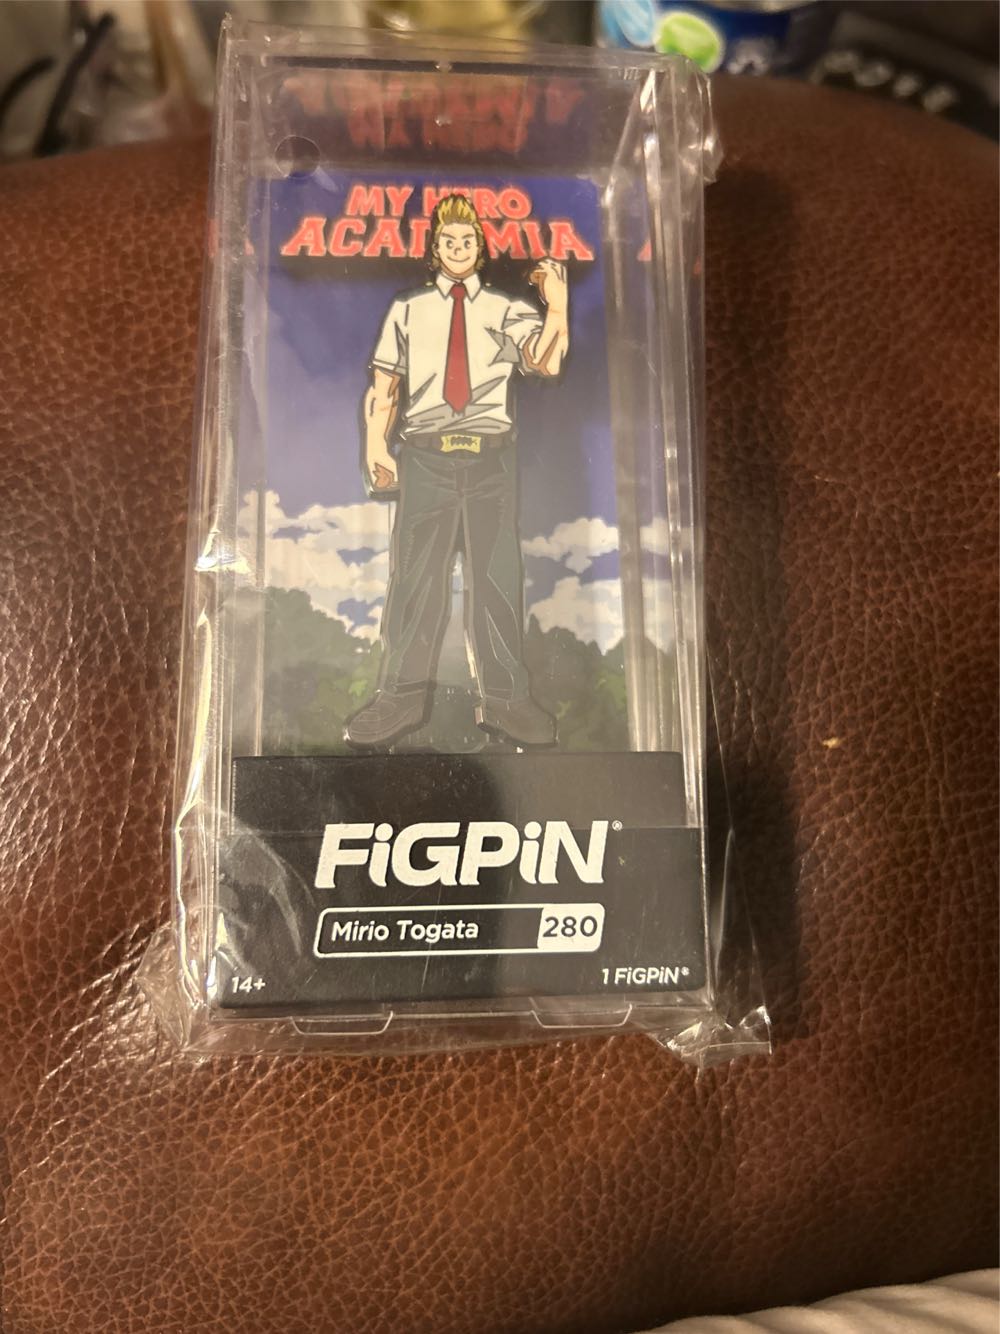 MY HERO
ACADEMIA
FiGPiN®
Mirio Togata 280
14+
1 FiGPiN®